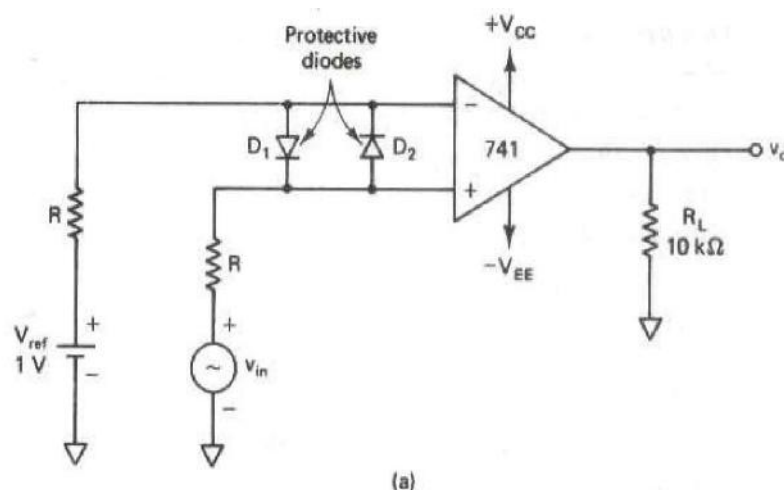 +V_CC
Protective
diodes
−
D_1
D_2
741
v_o
+
R
R
R_L
10 kΩ
−V_EE
+
+
V_ref
1 V
−
~
v_in
−
(a)